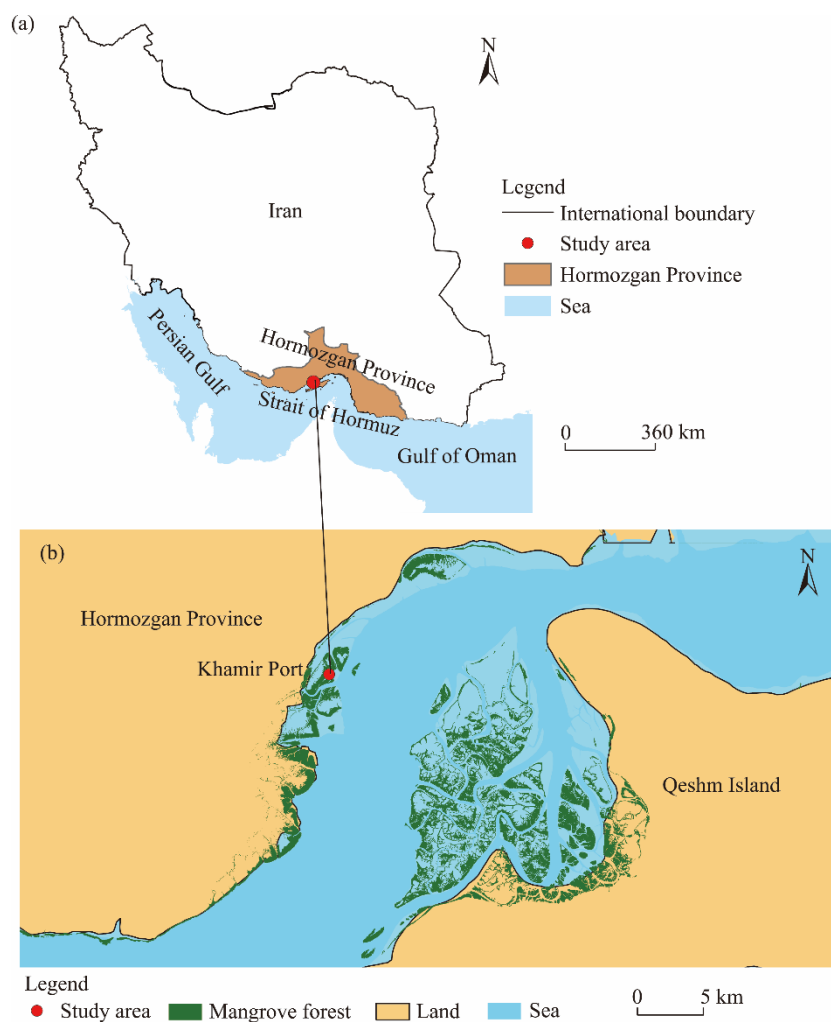 (a)
N
Legend
International boundary
Study area
Hormozgan Province
Sea
Iran
Persian Gulf
Hormozgan Province
Strait of Hormuz
Gulf of Oman
0 360 km
(b)
N
Hormozgan Province
Khamir Port
Qeshm Island
Legend
Study area Mangrove forest Land Sea
0 5 km